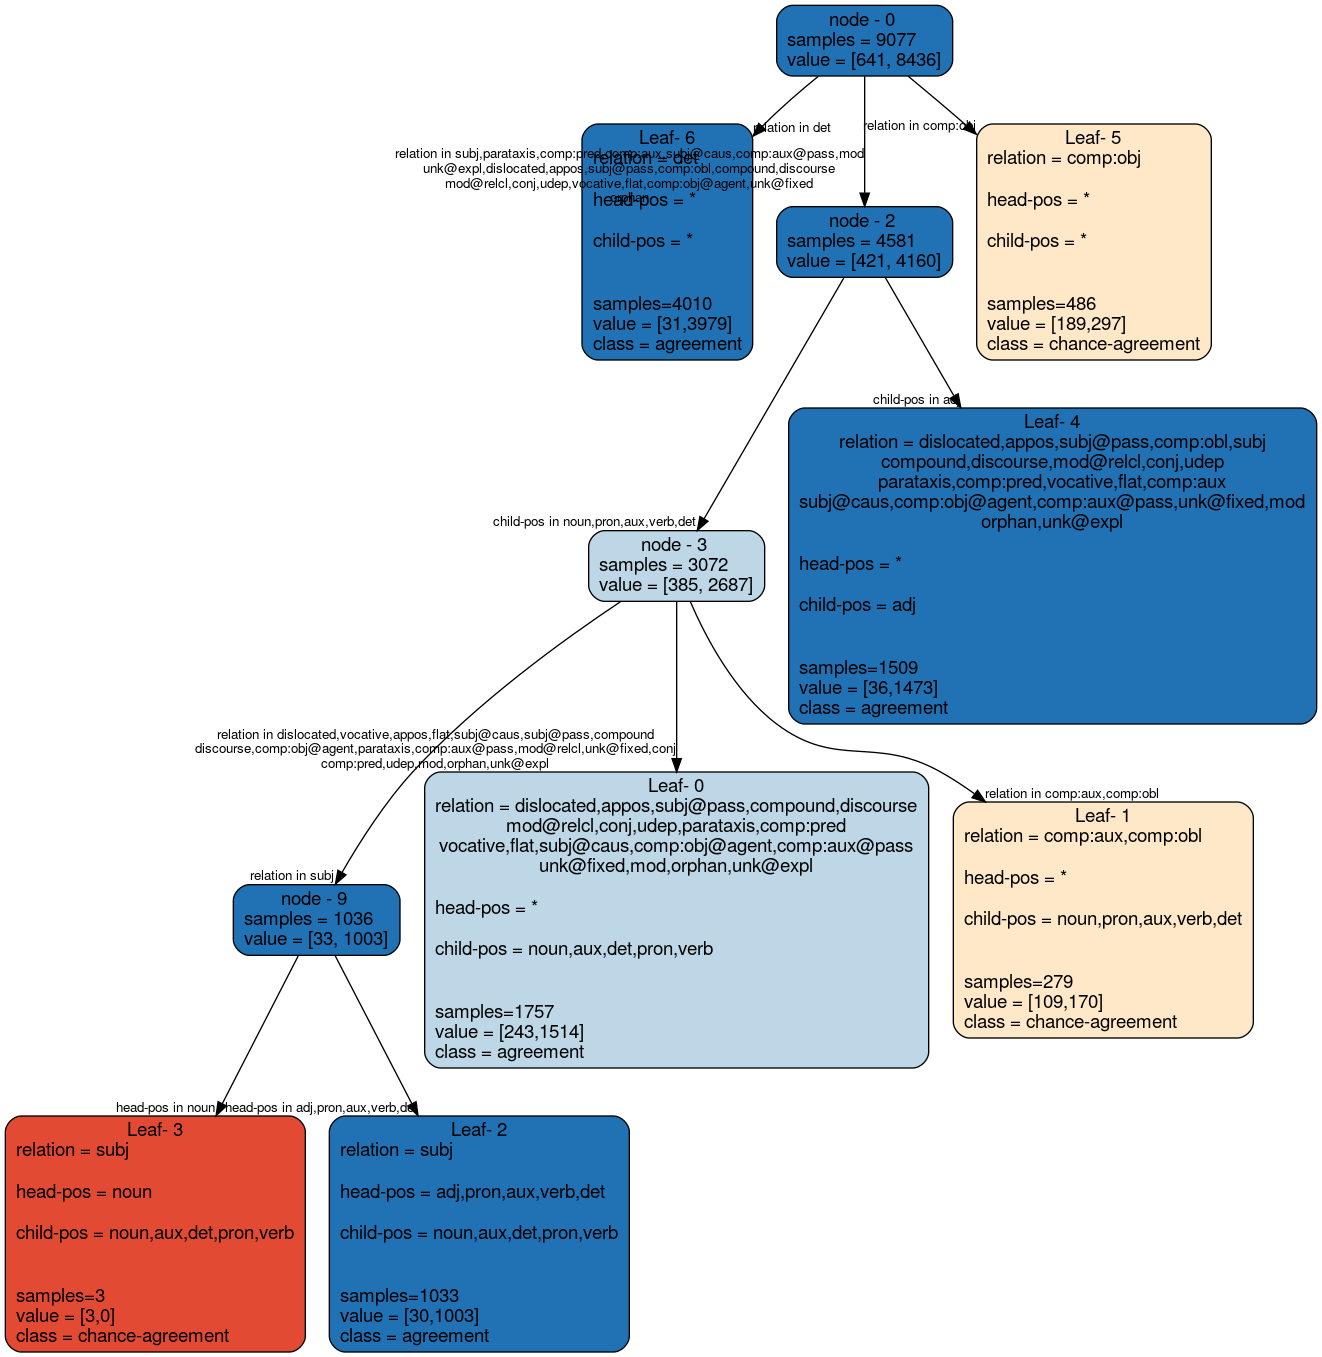 node - 0
samples = 9077
value = [641, 8436]
relation in det
relation in comp:obj
relation in subj,parataxis,comp:pred,comp:aux,subj@caus,comp:aux@pass,mod
unk@expl,dislocated,appos,subj@pass,comp:obl,compound,discourse
mod@relcl,conj,udep,vocative,flat,comp:obj@agent,unk@fixed
orphan
Leaf- 6
relation = det
head-pos = *
child-pos = *
samples=4010
value = [31,3979]
class = agreement
node - 2
samples = 4581
value = [421, 4160]
Leaf- 5
relation = comp:obj
head-pos = *
child-pos = *
samples=486
value = [189,297]
class = chance-agreement
child-pos in adj
Leaf- 4
relation = dislocated,appos,subj@pass,comp:obl,subj
compound,discourse,mod@relcl,conj,udep
parataxis,comp:pred,vocative,flat,comp:aux
subj@caus,comp:obj@agent,comp:aux@pass,unk@fixed,mod
orphan,unk@expl
head-pos = *
child-pos = adj
samples=1509
value = [36,1473]
class = agreement
child-pos in noun,pron,aux,verb,det
node - 3
samples = 3072
value = [385, 2687]
relation in dislocated,vocative,appos,flat,subj@caus,subj@pass,compound
discourse,comp:obj@agent,parataxis,comp:aux@pass,mod@relcl,unk@fixed,conj
comp:pred,udep,mod,orphan,unk@expl
Leaf- 0
relation = dislocated,appos,subj@pass,compound,discourse
mod@relcl,conj,udep,parataxis,comp:pred
vocative,flat,subj@caus,comp:obj@agent,comp:aux@pass
unk@fixed,mod,orphan,unk@expl
head-pos = *
child-pos = noun,aux,det,pron,verb
samples=1757
value = [243,1514]
class = agreement
relation in comp:aux,comp:obl
Leaf- 1
relation = comp:aux,comp:obl
head-pos = *
child-pos = noun,pron,aux,verb,det
samples=279
value = [109,170]
class = chance-agreement
relation in subj
node - 9
samples = 1036
value = [33, 1003]
head-pos in noun
head-pos in adj,pron,aux,verb,det
Leaf- 3
relation = subj
head-pos = noun
child-pos = noun,aux,det,pron,verb
samples=3
value = [3,0]
class = chance-agreement
Leaf- 2
relation = subj
head-pos = adj,pron,aux,verb,det
child-pos = noun,aux,det,pron,verb
samples=1033
value = [30,1003]
class = agreement